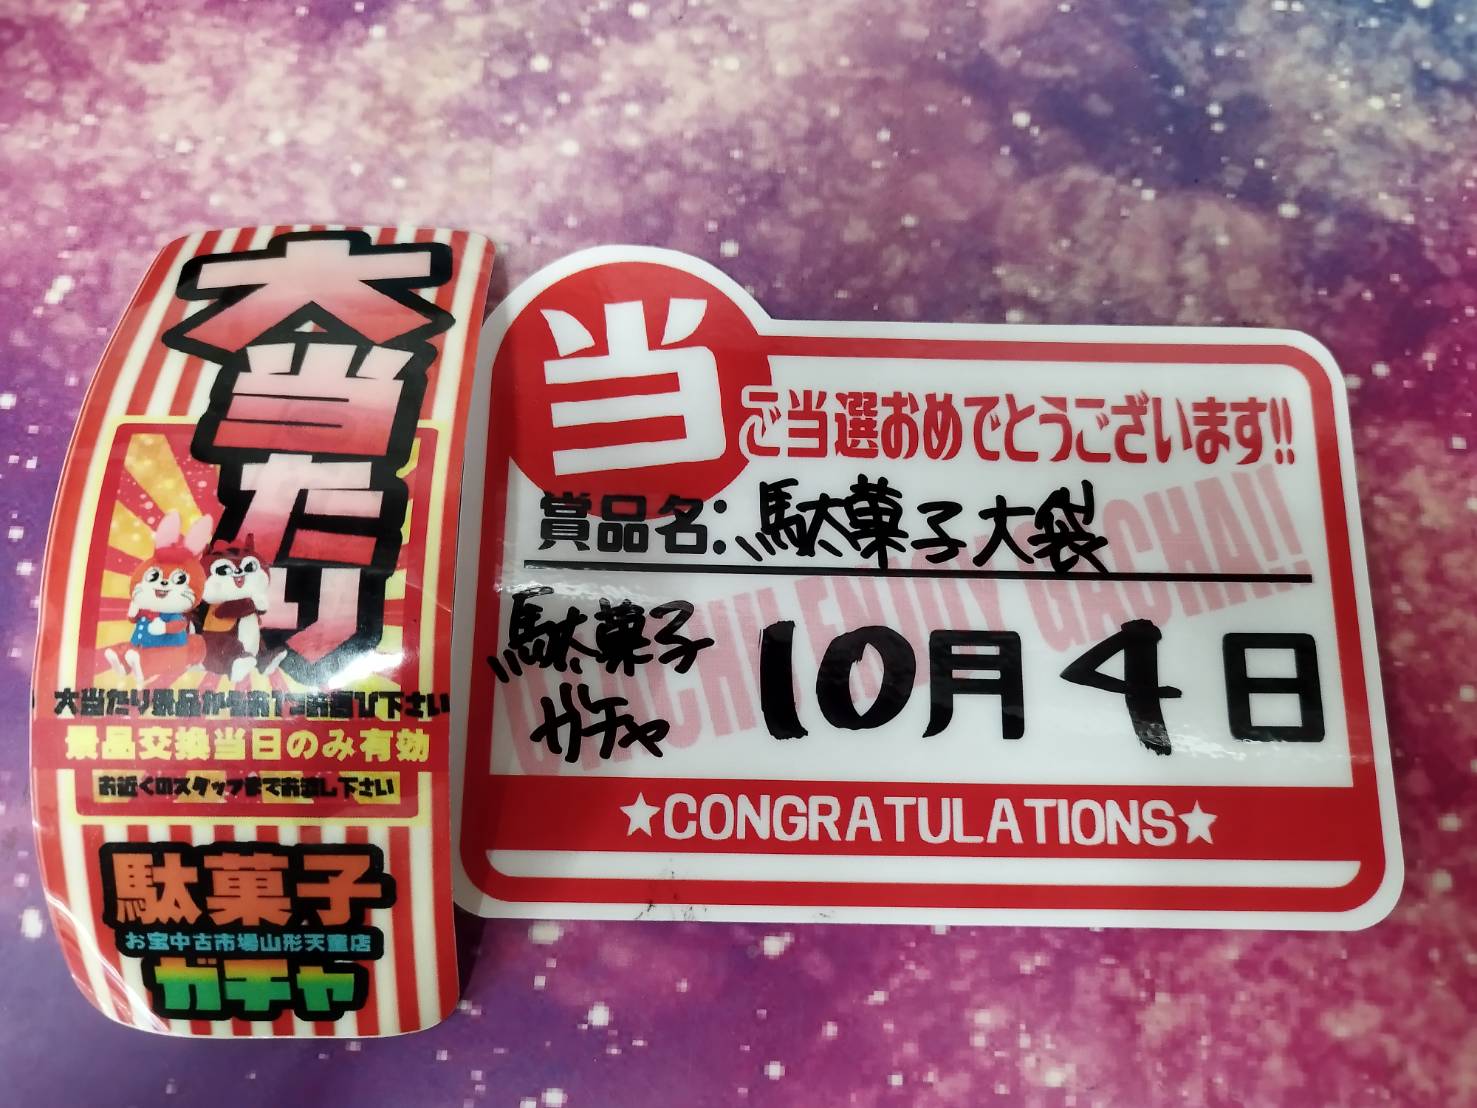 大当たり
大当たり景品からお1つお選び下さい
景品交換当日のみ有効
お近くのスタッフまでお渡し下さい
駄菓子
お宝中古市場山形天童店
ガチャ
当
ご当選おめでとうございます!!
賞品名:駄菓子大袋
駄菓子
ガチャ
10月4日
ENJOY GACHA!!
★CONGRATULATIONS★